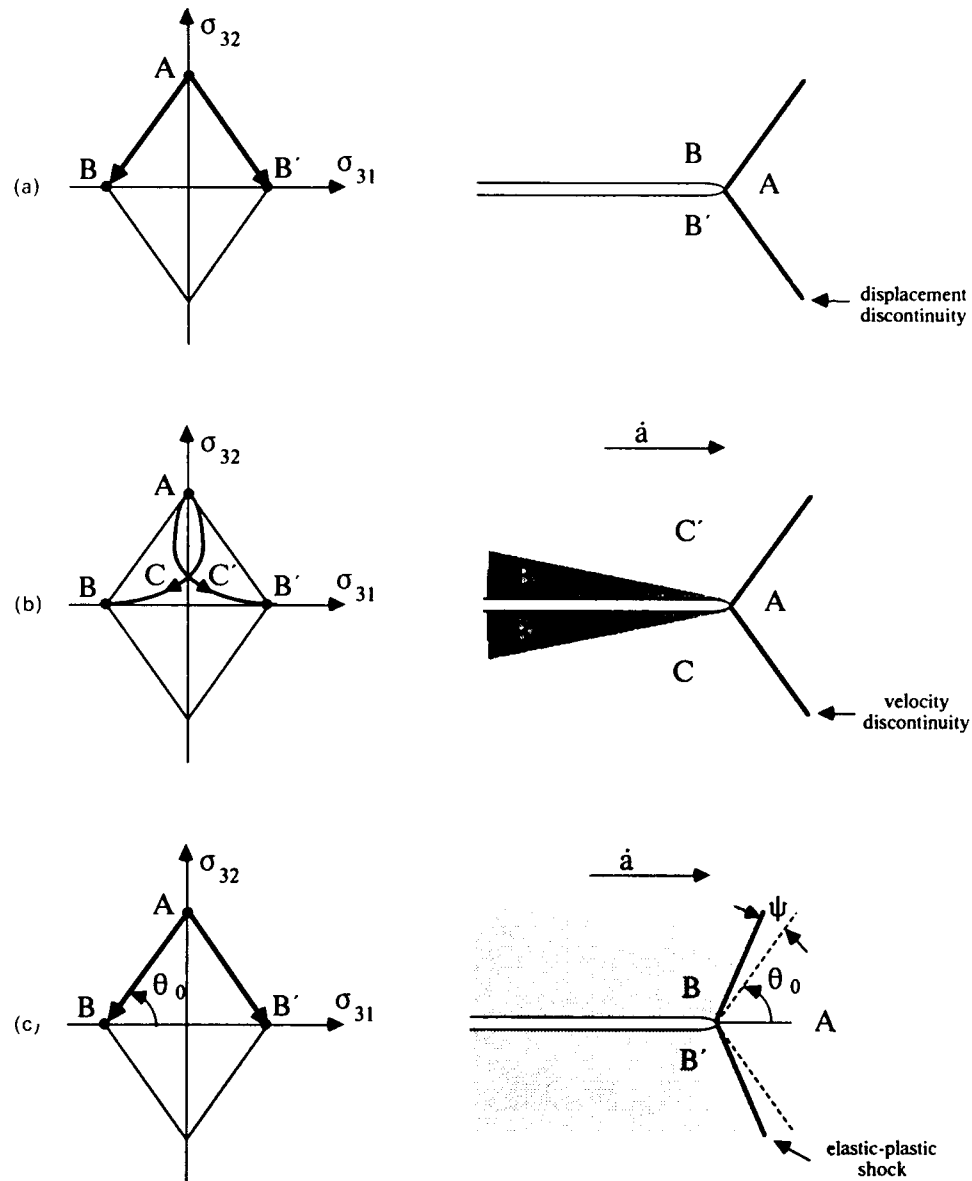 (a)
σ32
A
B
B′
σ31
B
A
B′
displacement
discontinuity
(b)
ȧ
σ32
A
C
C′
B
B′
σ31
C′
A
C
velocity
discontinuity
(c)
ȧ
σ32
A
θ0
B
B′
σ31
ψ
θ0
B
A
B′
elastic-plastic
shock